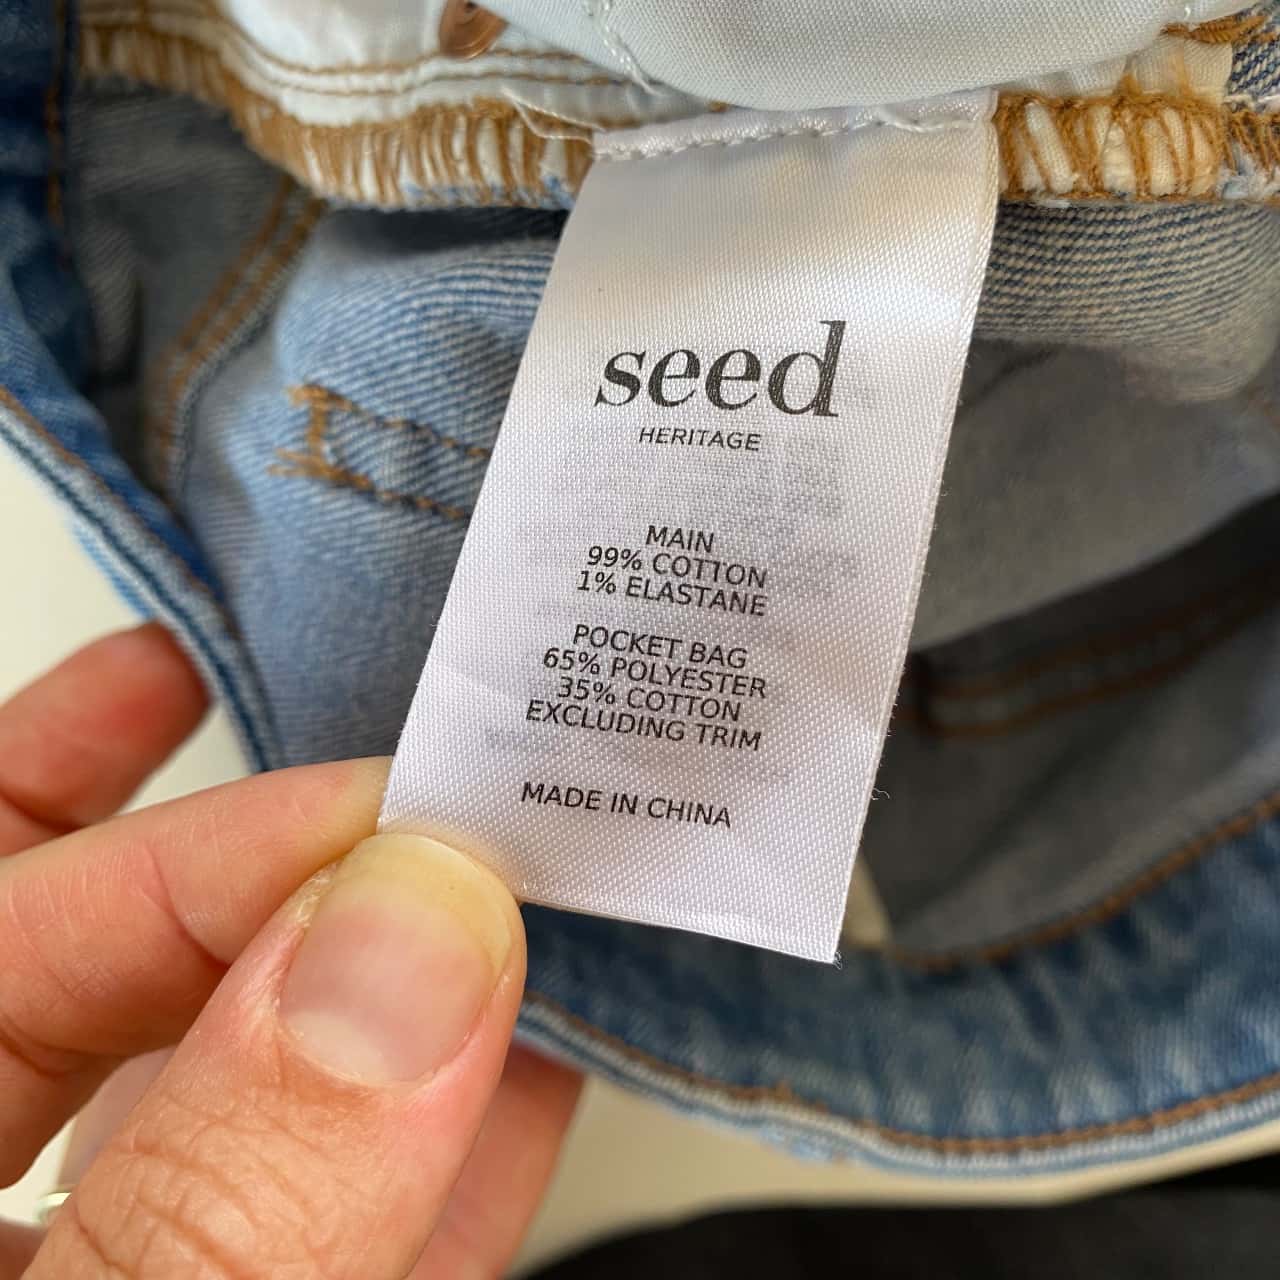 seed
HERITAGE
MAIN
99% COTTON
1% ELASTANE
POCKET BAG
65% POLYESTER
35% COTTON
EXCLUDING TRIM
MADE IN CHINA